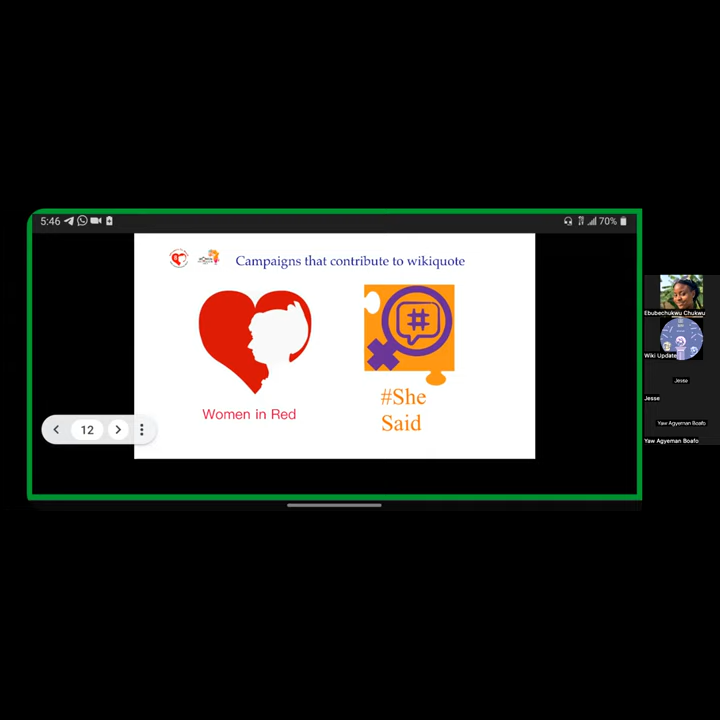 5:46
70%
Campaigns that contribute to wikiquote
#
Women in Red
#She
Said
12
Ebubechukwu Chukwu
Wiki Update
Jesse
Jesse
Yaw Agyeman Boafo
Yaw Agyeman Boafo